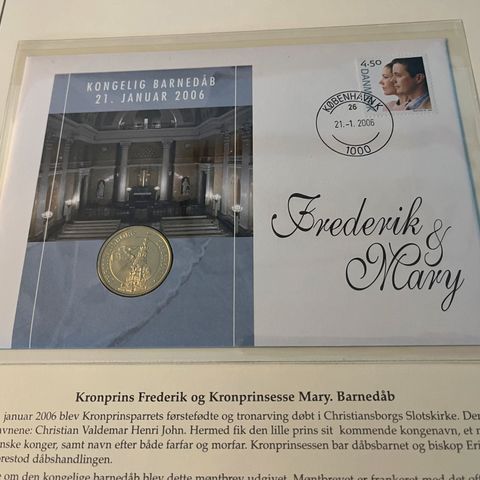 KONGELIG BARNEDÅB
21. JANUAR 2006
4.50
DANMARK
KØBENHAVN K
26
21.-1. 2006
1000
Frederik
&
Mary
Kronprins Frederik og Kronprinsesse Mary. Barnedåb
januar 2006 blev Kronprinsparrets førstefødte og tronarving døbt i Christiansborgs Slotskirke. Den
avnene: Christian Valdemar Henri John. Hermed fik den lille prins sit kommende kongenavn, et n
nske konger, samt navn efter både farfar og morfar. Kronprinsessen bar dåbsbarnet og biskop Eri
orestod dåbshandlingen.
om den kongelige barnedåb blev dette møntbrev udgivet. Møntbrevet er frankeret med det off